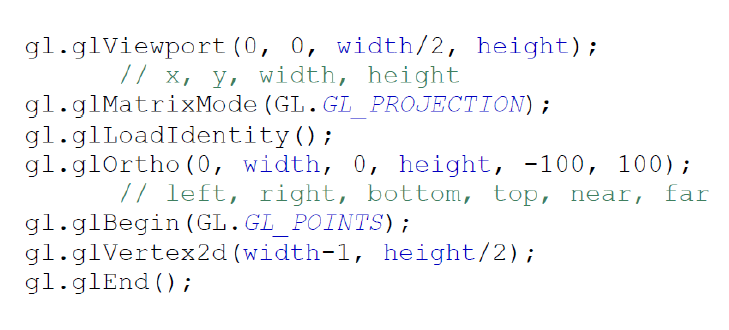 gl.glViewport(0, 0, width/2, height);
// x, y, width, height
gl.glMatrixMode(GL.GL_PROJECTION);
gl.glLoadIdentity();
gl.glOrtho(0, width, 0, height, -100, 100);
// left, right, bottom, top, near, far
gl.glBegin(GL.GL_POINTS);
gl.glVertex2d(width-1, height/2);
gl.glEnd();